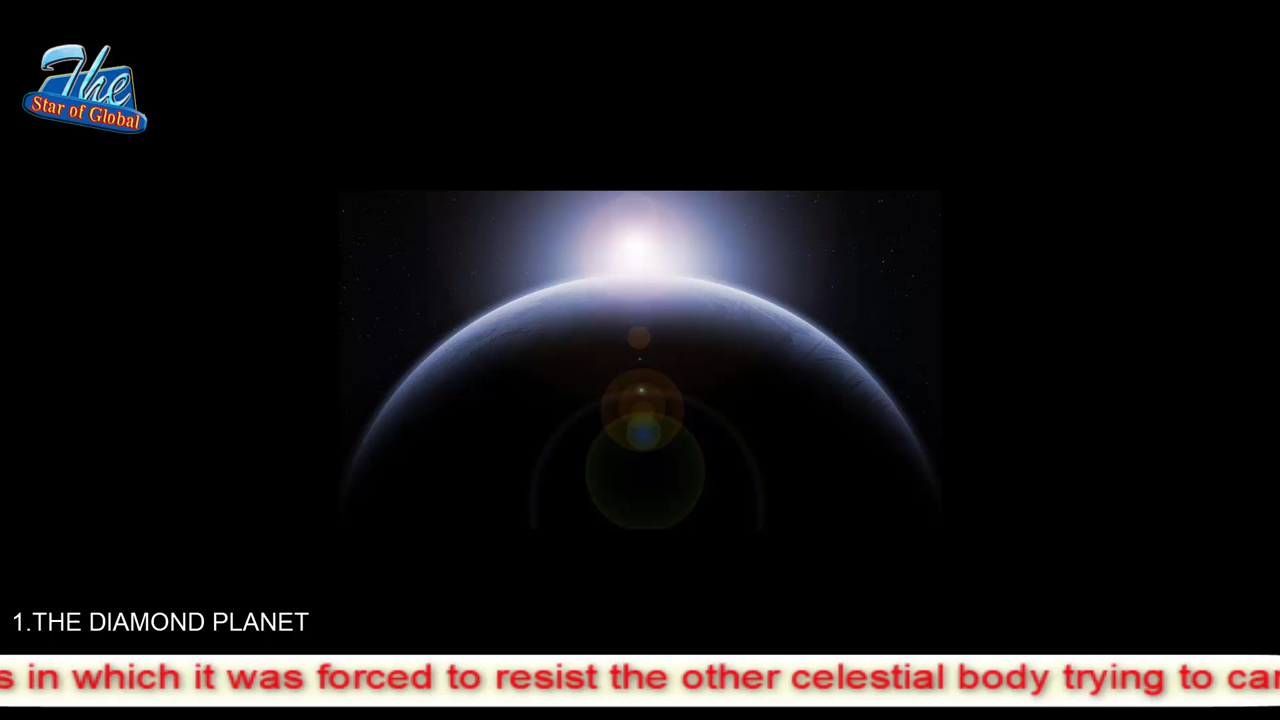 The
Star of Global
1.THE DIAMOND PLANET
in which it was forced to resist the other celestial body trying to